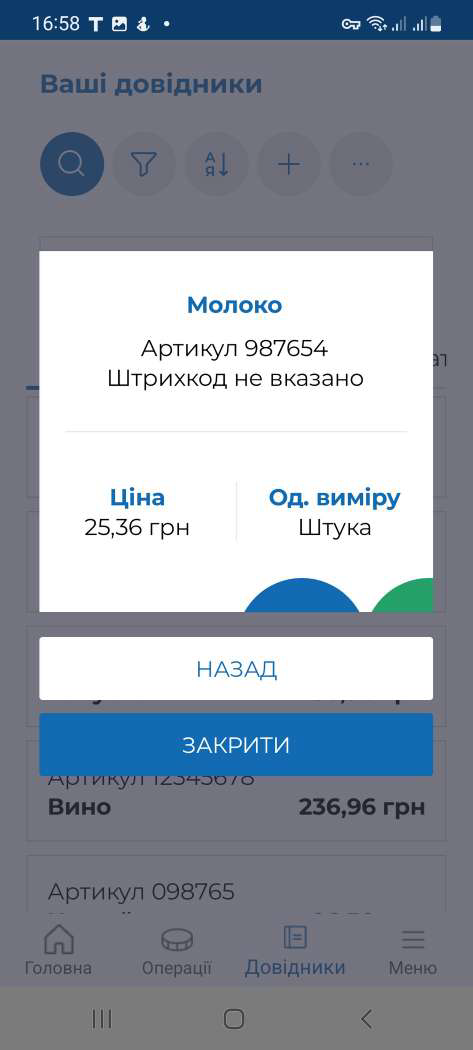 16:58
Ваші довідники
Молоко
Артикул 987654
Штрихкод не вказано
Ціна
25,36 грн
Од. виміру
Штука
НАЗАД
ЗАКРИТИ
Артикул 12345678
Вино 236,96 грн
Артикул 098765
Головна Операції Довідники Меню